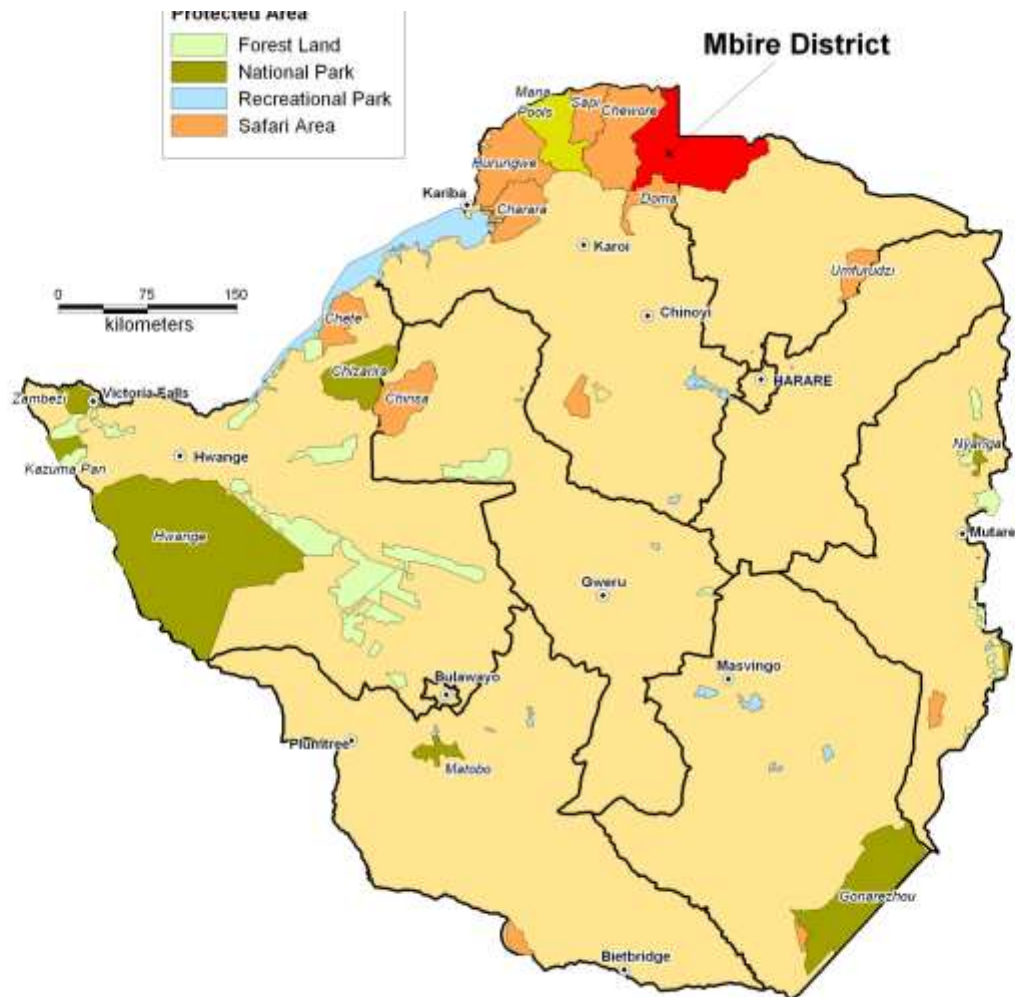 Protected Area
Forest Land
National Park
Recreational Park
Safari Area
Mbire District
Mana
Pools
Sapi
Chewore
Hurungwe
Kariba
Charara
Doma
Karoi
Umfurudzi
0 75 150
kilometers
Chete
Chinoyi
Chizarira
Chirisa
HARARE
Zambezi
Victoria Falls
Nyanga
Hwange
Kazuma Pan
Hwange
Mutare
Gweru
Masvingo
Bulawayo
Plumtree
Matobo
Gonarezhou
Bietbridge